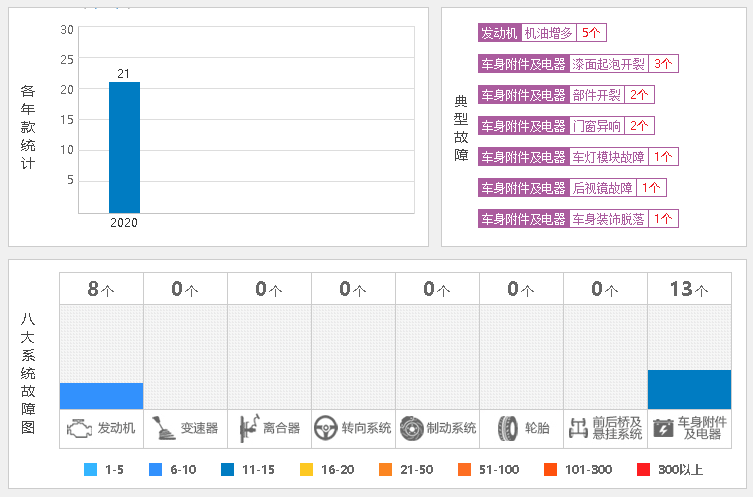 各年款统计
30
25
20
15
10
5
21
2020
典型故障
发动机 机油增多 5个
车身附件及电器 漆面起泡开裂 3个
车身附件及电器 部件开裂 2个
车身附件及电器 门窗异响 2个
车身附件及电器 车灯模块故障 1个
车身附件及电器 后视镜故障 1个
车身附件及电器 车身装饰脱落 1个
八大系统故障图
8个 0个 0个 0个 0个 0个 0个 13个
发动机 变速器 离合器 转向系统 制动系统 轮胎 前后桥及 车身附件
悬挂系统 及电器
1-5 6-10 11-15 16-20 21-50 51-100 101-300 300以上